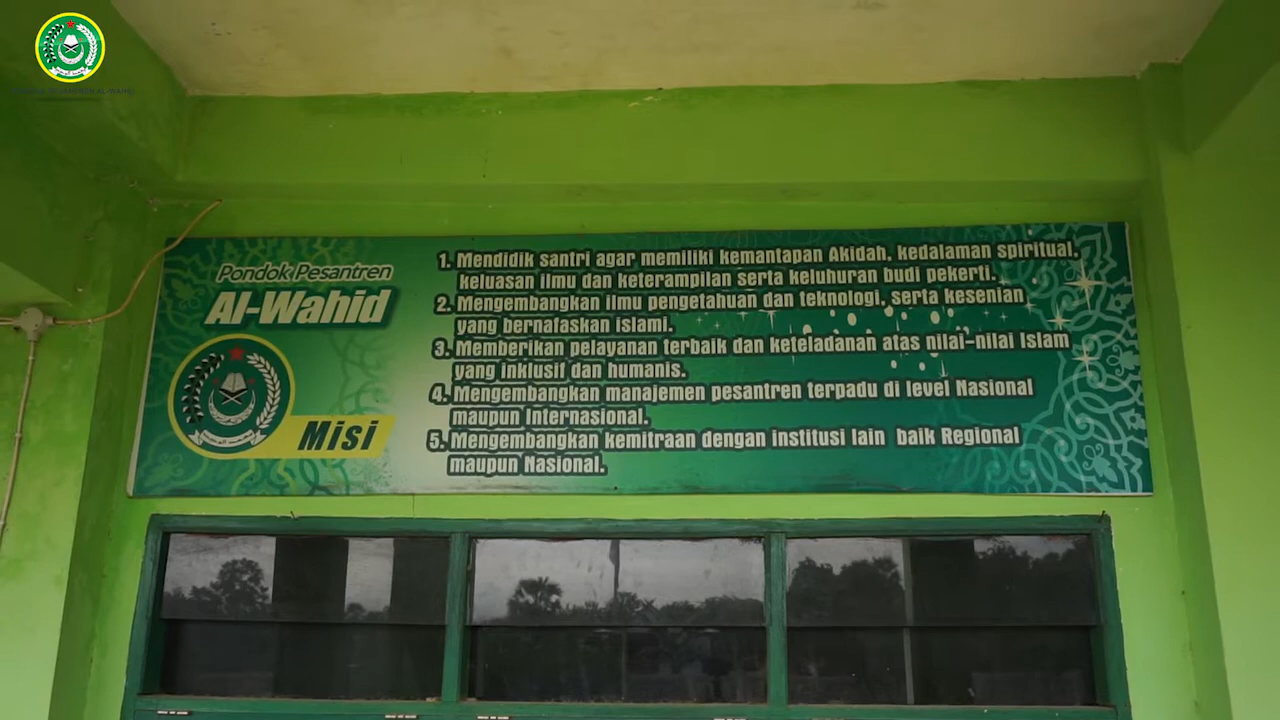 Pondok Pesantren
Al-Wahid
Misi
1. Mendidik santri agar memiliki kemantapan Akidah, kedalaman spiritual,
keluasan ilmu dan keterampilan serta keluhuran budi pekerti.
2. Mengembangkan ilmu pengetahuan dan teknologi, serta kesenian
yang bernafaskan islami.
3. Memberikan pelayanan terbaik dan keteladanan atas nilai-nilai Islam
yang inklusif dan humanis.
4. Mengembangkan manajemen pesantren terpadu di level Nasional
maupun Internasional.
5. Mengembangkan kemitraan dengan institusi lain baik Regional
maupun Nasional.